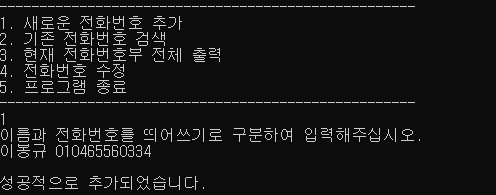 1. 새로운 전화번호 추가
2. 기존 전화번호 검색
3. 현재 전화번호부 전체 출력
4. 전화번호 수정
5. 프로그램 종료
1
이름과 전화번호를 띄어쓰기로 구분하여 입력해주십시오.
이봉규 010465560334
성공적으로 추가되었습니다.